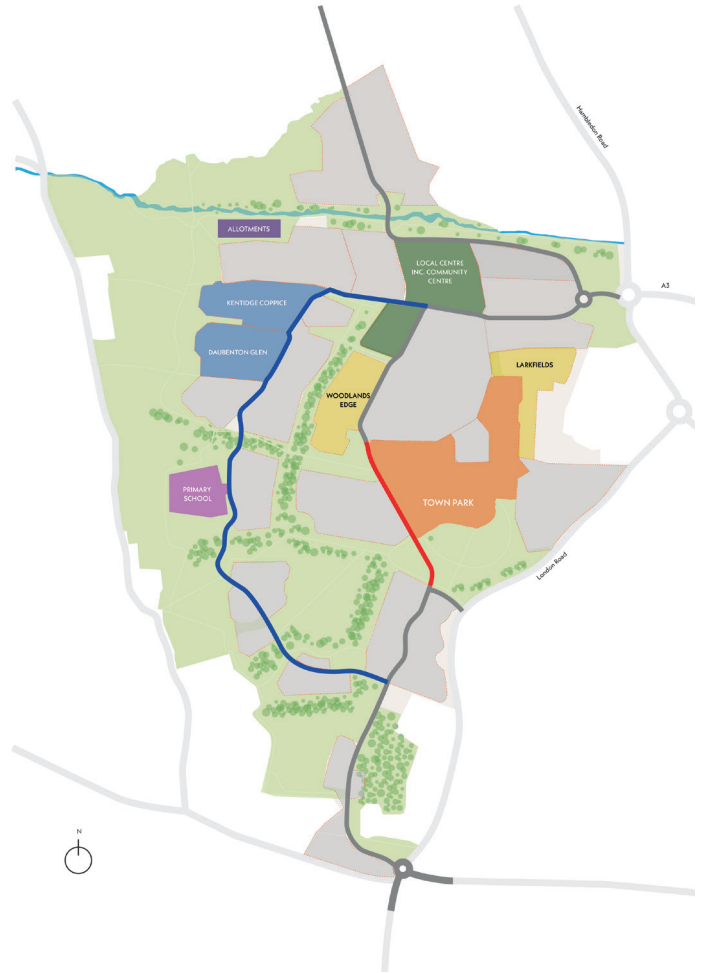 Hambledon Road
ALLOTMENTS
LOCAL CENTRE
INC. COMMUNITY
CENTRE
A3
KENTIDGE COPPICE
DAUBENTON GLEN
LARKFIELDS
WOODLANDS
EDGE
PRIMARY
SCHOOL
TOWN PARK
London Road
N